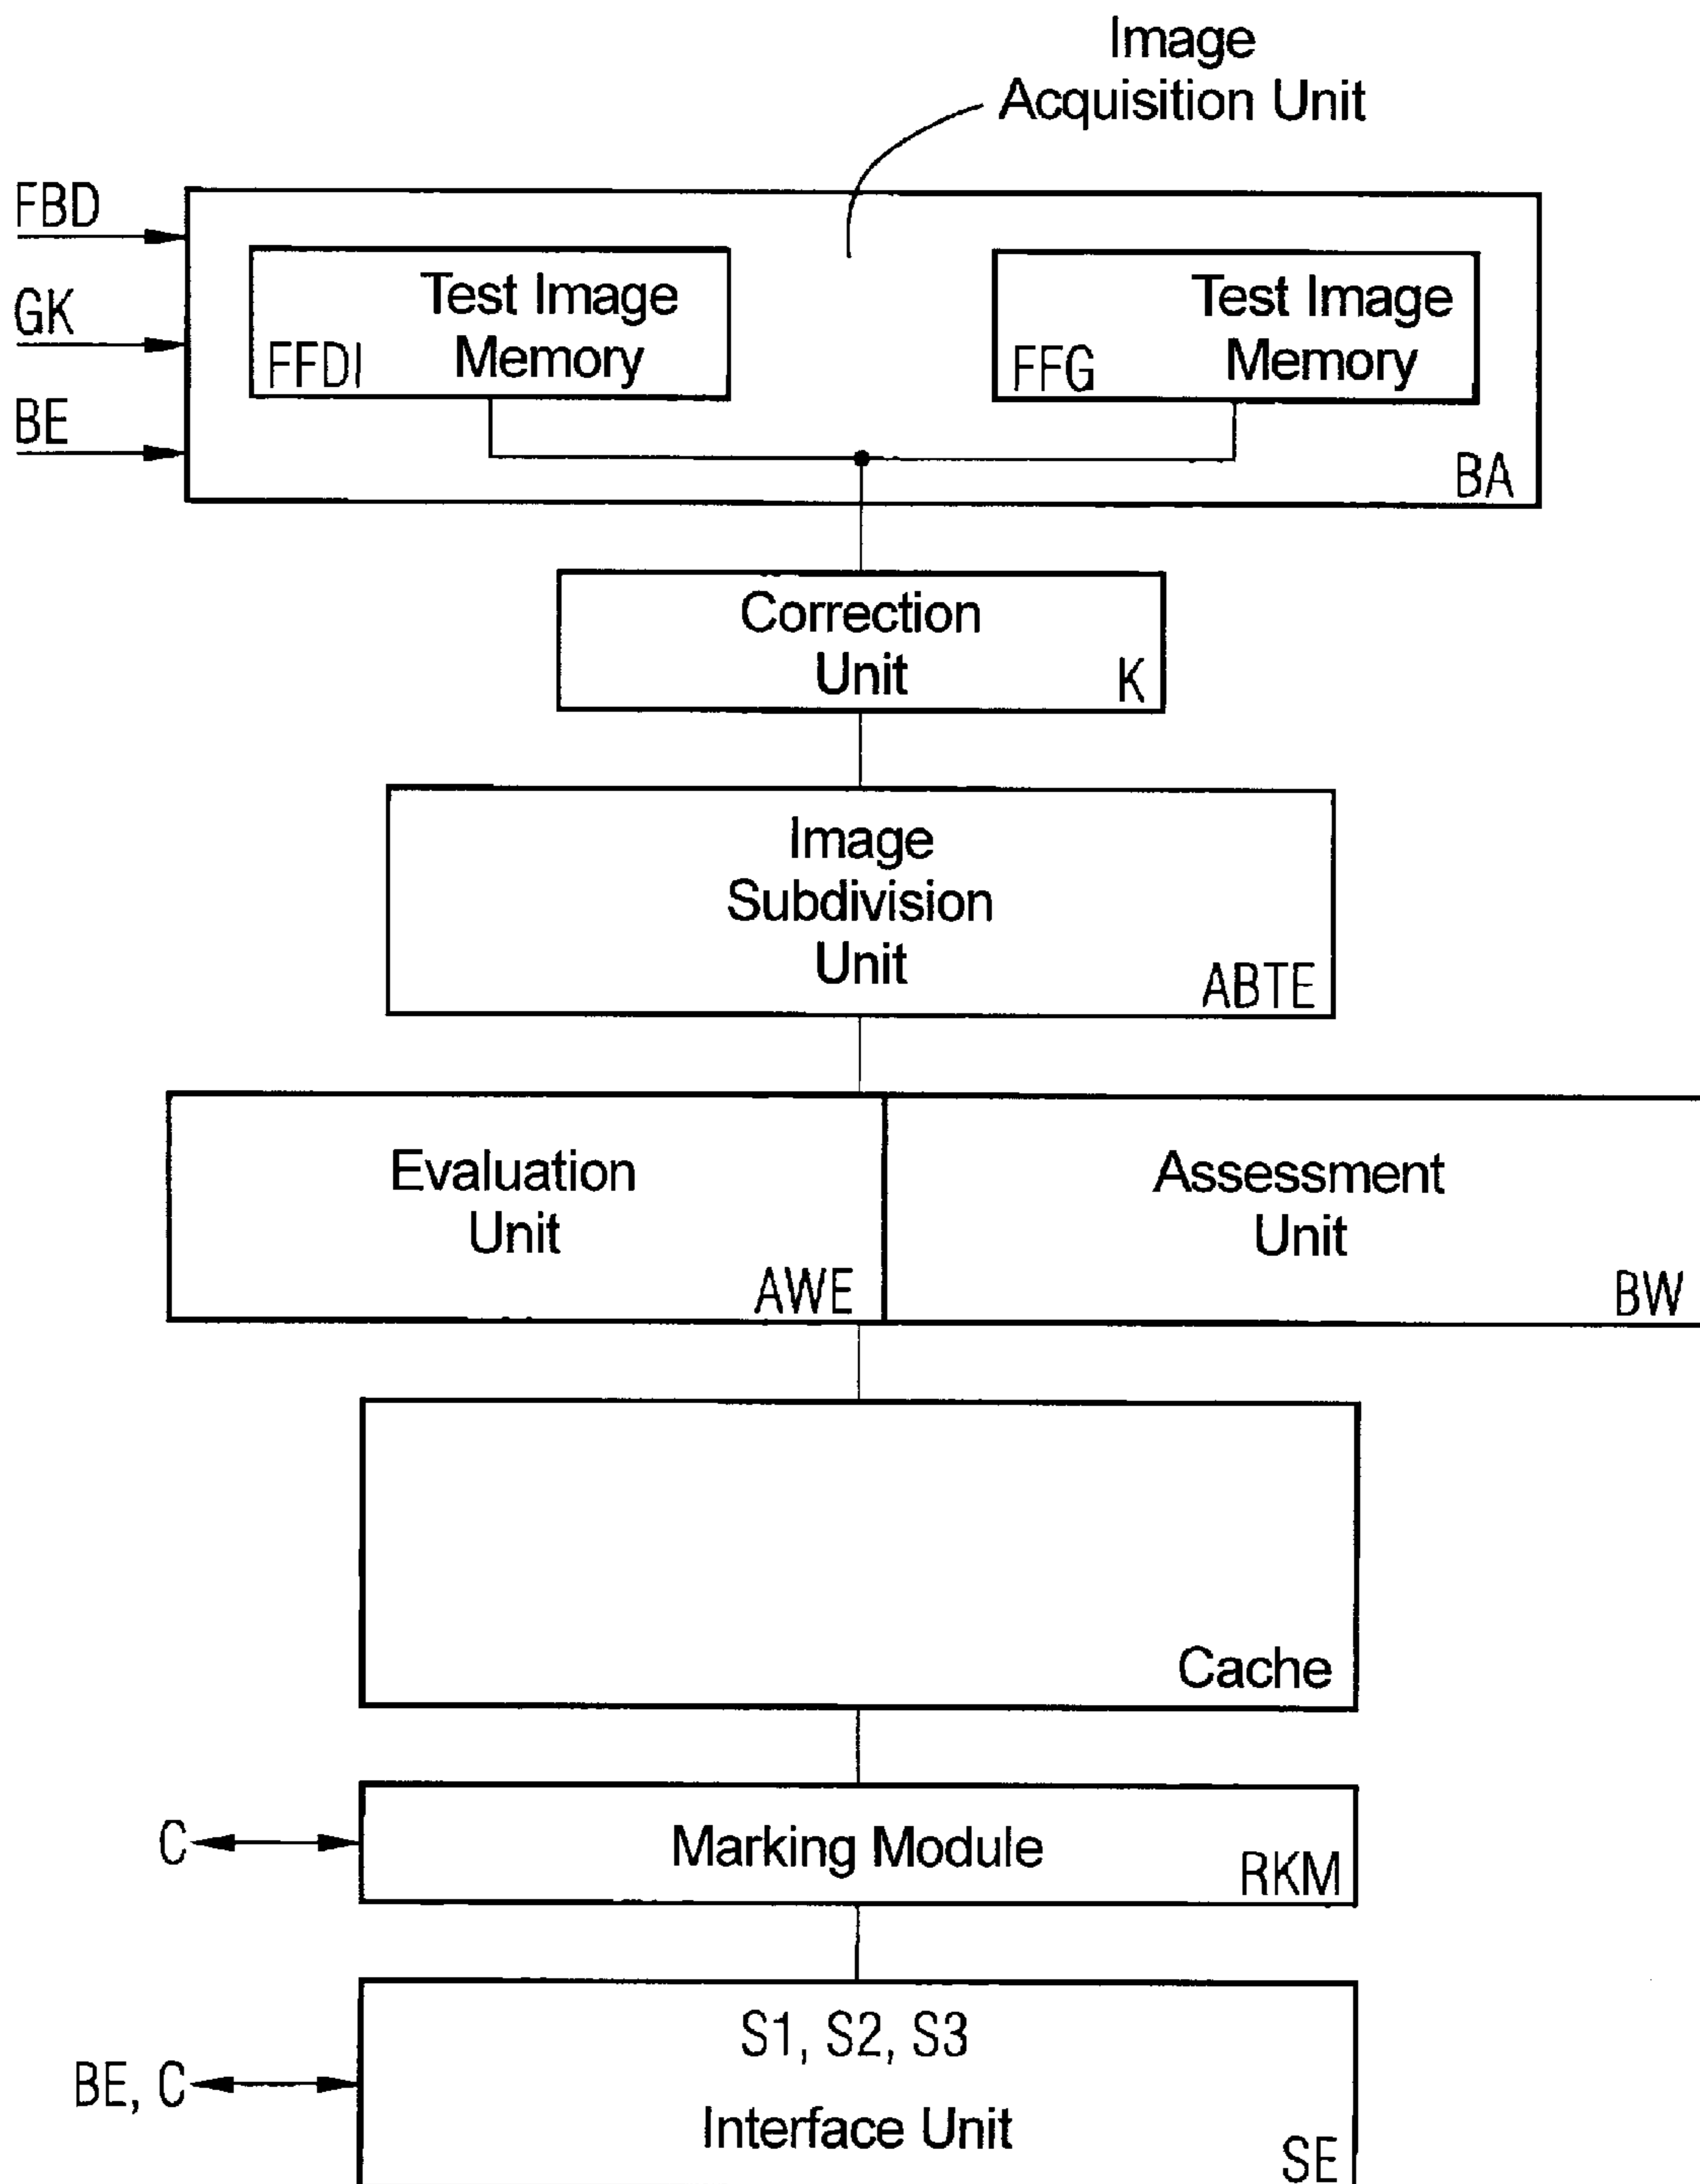 Image
Acquisition Unit
FBD
GK
BE
Test Image
Memory
FFDI
Test Image
Memory
FFG
BA
Correction
Unit
K
Image
Subdivision
Unit
ABTE
Evaluation
Unit
AWE
Assessment
Unit
BW
Cache
C
Marking Module
RKM
S1, S2, S3
BE, C
Interface Unit
SE